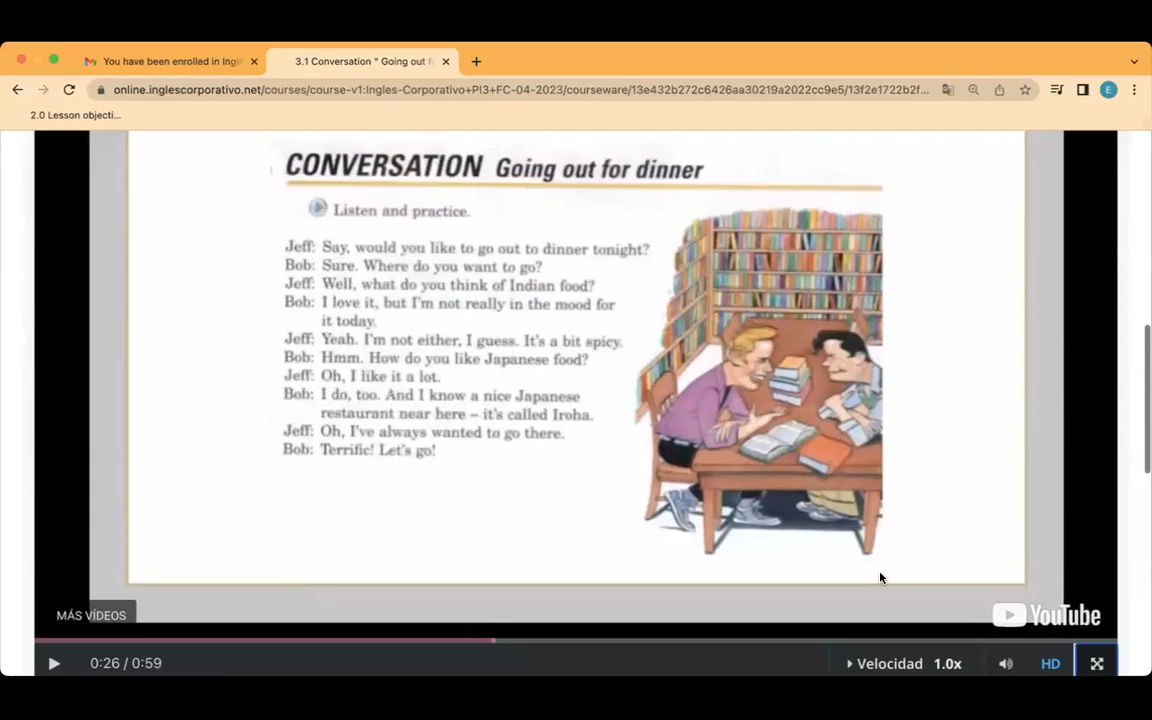 You have been enrolled in Ingl
3.1 Conversation " Going out f
online.inglescorporativo.net/courses/course-v1:Ingles-Corporativo+PI3+FC-04-2023/courseware/13e432b272c6426aa30219a2022cc9e5/13f2e1722b2f...
E
2.0 Lesson objecti...
CONVERSATION Going out for dinner
Listen and practice.
Jeff: Say, would you like to go out to dinner tonight?
Bob: Sure. Where do you want to go?
Jeff: Well, what do you think of Indian food?
Bob: I love it, but I'm not really in the mood for
it today.
Jeff: Yeah. I'm not either, I guess. It's a bit spicy.
Bob: Hmm. How do you like Japanese food?
Jeff: Oh, I like it a lot.
Bob: I do, too. And I know a nice Japanese
restaurant near here – it's called Iroha.
Jeff: Oh, I've always wanted to go there.
Bob: Terrific! Let's go!
MÁS VÍDEOS
YouTube
0:26 / 0:59
Velocidad 1.0x
HD